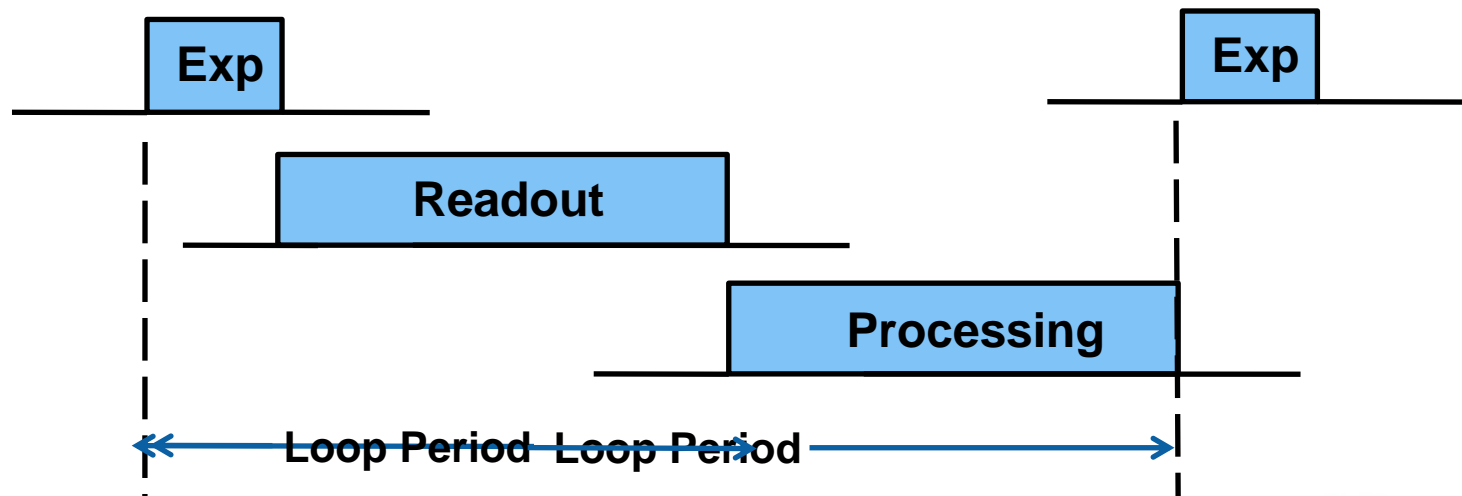 Exp
Exp
Readout
Processing
Loop Period Loop Period